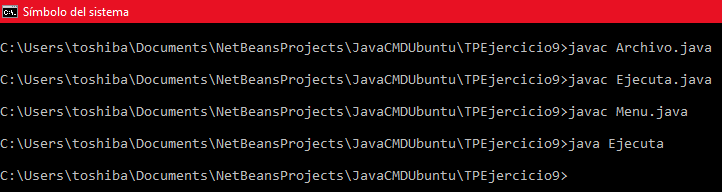 Símbolo del sistema
C:\Users\toshiba\Documents\NetBeansProjects\JavaCMDUbuntu\TPEjercicio9>javac Archivo.java
C:\Users\toshiba\Documents\NetBeansProjects\JavaCMDUbuntu\TPEjercicio9>javac Ejecuta.java
C:\Users\toshiba\Documents\NetBeansProjects\JavaCMDUbuntu\TPEjercicio9>javac Menu.java
C:\Users\toshiba\Documents\NetBeansProjects\JavaCMDUbuntu\TPEjercicio9>java Ejecuta
C:\Users\toshiba\Documents\NetBeansProjects\JavaCMDUbuntu\TPEjercicio9>